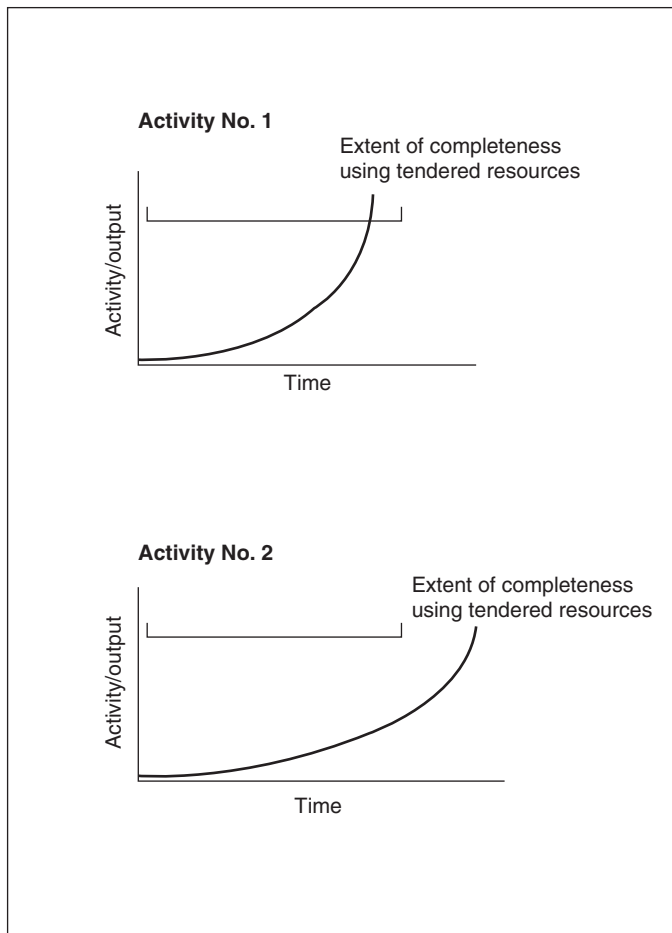 Activity No. 1
Extent of completeness
using tendered resources
Activity/output
Time
Activity No. 2
Extent of completeness
using tendered resources
Activity/output
Time